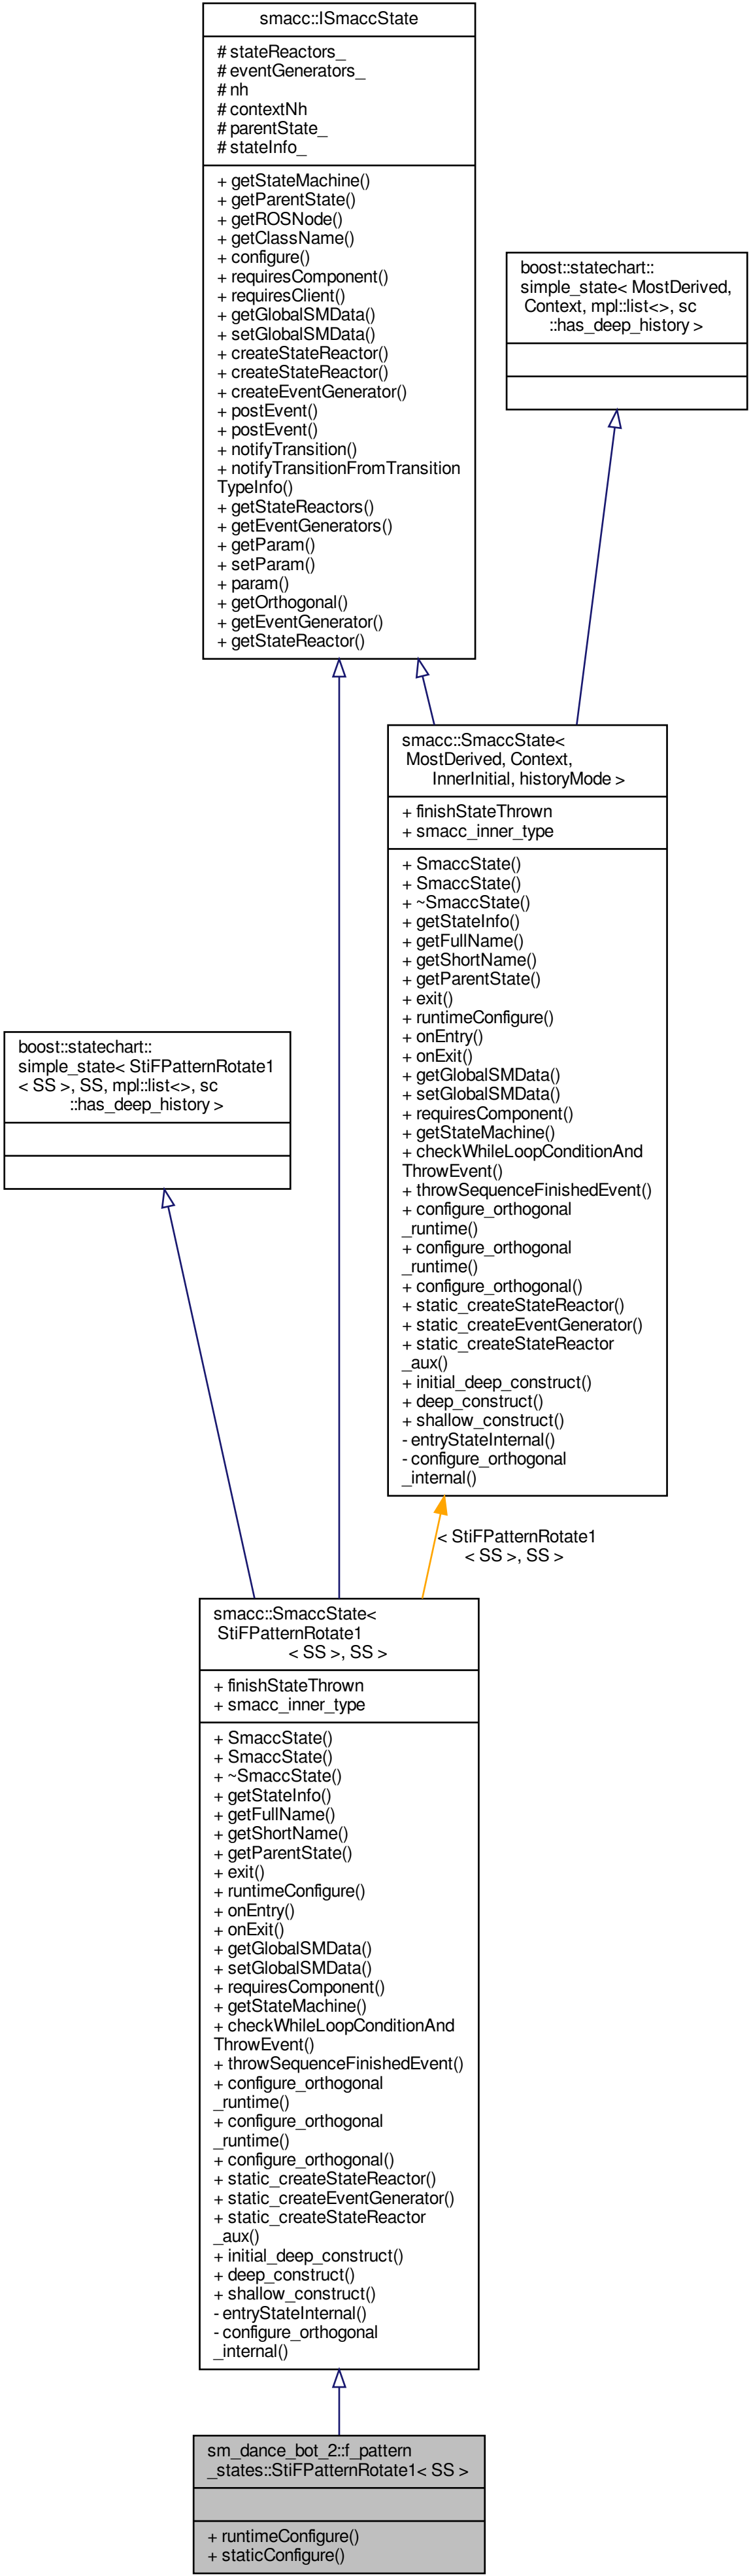 smacc::ISmaccState
# stateReactors_
# eventGenerators_
# nh
# contextNh
# parentState_
# stateInfo_
+ getStateMachine()
+ getParentState()
+ getROSNode()
+ getClassName()
+ configure()
+ requiresComponent()
+ requiresClient()
+ getGlobalSMData()
+ setGlobalSMData()
+ createStateReactor()
+ createStateReactor()
+ createEventGenerator()
+ postEvent()
+ postEvent()
+ notifyTransition()
+ notifyTransitionFromTransition
TypeInfo()
+ getStateReactors()
+ getEventGenerators()
+ getParam()
+ setParam()
+ param()
+ getOrthogonal()
+ getEventGenerator()
+ getStateReactor()
boost::statechart::
simple_state< MostDerived,
Context, mpl::list<>, sc
::has_deep_history >
smacc::SmaccState<
MostDerived, Context,
InnerInitial, historyMode >
+ finishStateThrown
+ smacc_inner_type
+ SmaccState()
+ SmaccState()
+ ~SmaccState()
+ getStateInfo()
+ getFullName()
+ getShortName()
+ getParentState()
+ exit()
+ runtimeConfigure()
+ onEntry()
+ onExit()
+ getGlobalSMData()
+ setGlobalSMData()
+ requiresComponent()
+ getStateMachine()
+ checkWhileLoopConditionAnd
ThrowEvent()
+ throwSequenceFinishedEvent()
+ configure_orthogonal
_runtime()
+ configure_orthogonal
_runtime()
+ configure_orthogonal()
+ static_createStateReactor()
+ static_createEventGenerator()
+ static_createStateReactor
_aux()
+ initial_deep_construct()
+ deep_construct()
+ shallow_construct()
- entryStateInternal()
- configure_orthogonal
_internal()
boost::statechart::
simple_state< StiFPatternRotate1
< SS >, SS, mpl::list<>, sc
::has_deep_history >
< StiFPatternRotate1
< SS >, SS >
smacc::SmaccState<
StiFPatternRotate1
< SS >, SS >
+ finishStateThrown
+ smacc_inner_type
+ SmaccState()
+ SmaccState()
+ ~SmaccState()
+ getStateInfo()
+ getFullName()
+ getShortName()
+ getParentState()
+ exit()
+ runtimeConfigure()
+ onEntry()
+ onExit()
+ getGlobalSMData()
+ setGlobalSMData()
+ requiresComponent()
+ getStateMachine()
+ checkWhileLoopConditionAnd
ThrowEvent()
+ throwSequenceFinishedEvent()
+ configure_orthogonal
_runtime()
+ configure_orthogonal
_runtime()
+ configure_orthogonal()
+ static_createStateReactor()
+ static_createEventGenerator()
+ static_createStateReactor
_aux()
+ initial_deep_construct()
+ deep_construct()
+ shallow_construct()
- entryStateInternal()
- configure_orthogonal
_internal()
sm_dance_bot_2::f_pattern
_states::StiFPatternRotate1< SS >
+ runtimeConfigure()
+ staticConfigure()